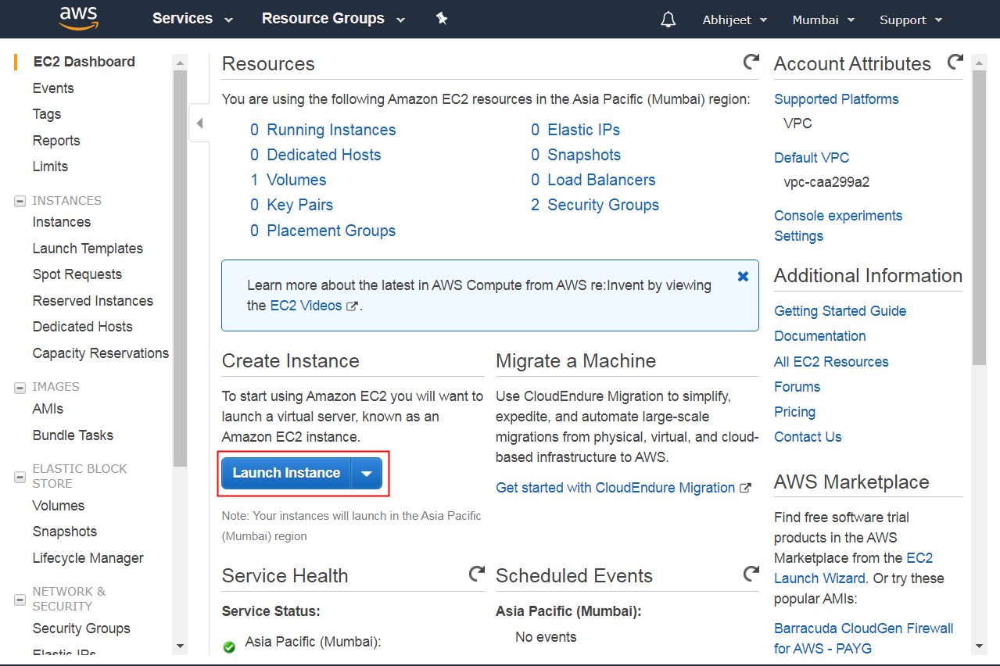 aws
Services
Resource Groups
Abhijeet
Mumbai
Support
EC2 Dashboard
Events
Tags
Reports
Limits
INSTANCES
Instances
Launch Templates
Spot Requests
Reserved Instances
Dedicated Hosts
Capacity Reservations
IMAGES
AMIs
Bundle Tasks
ELASTIC BLOCK
STORE
Volumes
Snapshots
Lifecycle Manager
NETWORK &
SECURITY
Security Groups
Elastic IPs
Resources
You are using the following Amazon EC2 resources in the Asia Pacific (Mumbai) region:
0 Running Instances
0 Dedicated Hosts
1 Volumes
0 Key Pairs
0 Placement Groups
0 Elastic IPs
0 Snapshots
0 Load Balancers
2 Security Groups
Learn more about the latest in AWS Compute from AWS re:Invent by viewing
the EC2 Videos.
Create Instance
To start using Amazon EC2 you will want to
launch a virtual server, known as an
Amazon EC2 instance.
Launch Instance
Note: Your instances will launch in the Asia Pacific
(Mumbai) region
Migrate a Machine
Use CloudEndure Migration to simplify,
expedite, and automate large-scale
migrations from physical, virtual, and cloud-
based infrastructure to AWS.
Get started with CloudEndure Migration
Service Health
Service Status:
Asia Pacific (Mumbai):
Scheduled Events
Asia Pacific (Mumbai):
No events
Account Attributes
Supported Platforms
VPC
Default VPC
vpc-caa299a2
Console experiments
Settings
Additional Information
Getting Started Guide
Documentation
All EC2 Resources
Forums
Pricing
Contact Us
AWS Marketplace
Find free software trial
products in the AWS
Marketplace from the EC2
Launch Wizard. Or try these
popular AMIs:
Barracuda CloudGen Firewall
for AWS - PAYG